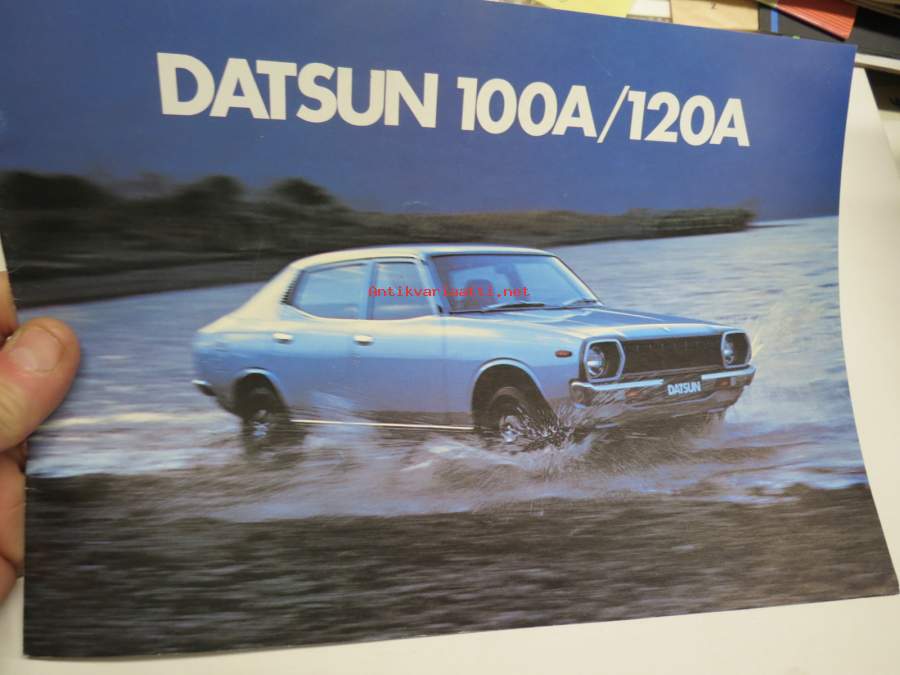 DATSUN 100A/120A
Antikvariaatti.net
DATSUN